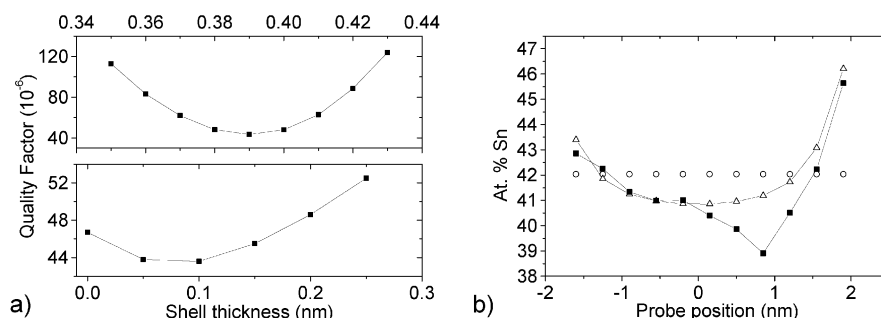 0.34 0.36 0.38 0.40 0.42 0.44
120
80
40
Quality Factor (10-6)
52
48
44
0.0 0.1 0.2 0.3
Shell thickness (nm)
a)
46
45
44
43
42
41
40
39
38
At. % Sn
-2 -1 0 1 2
Probe position (nm)
b)